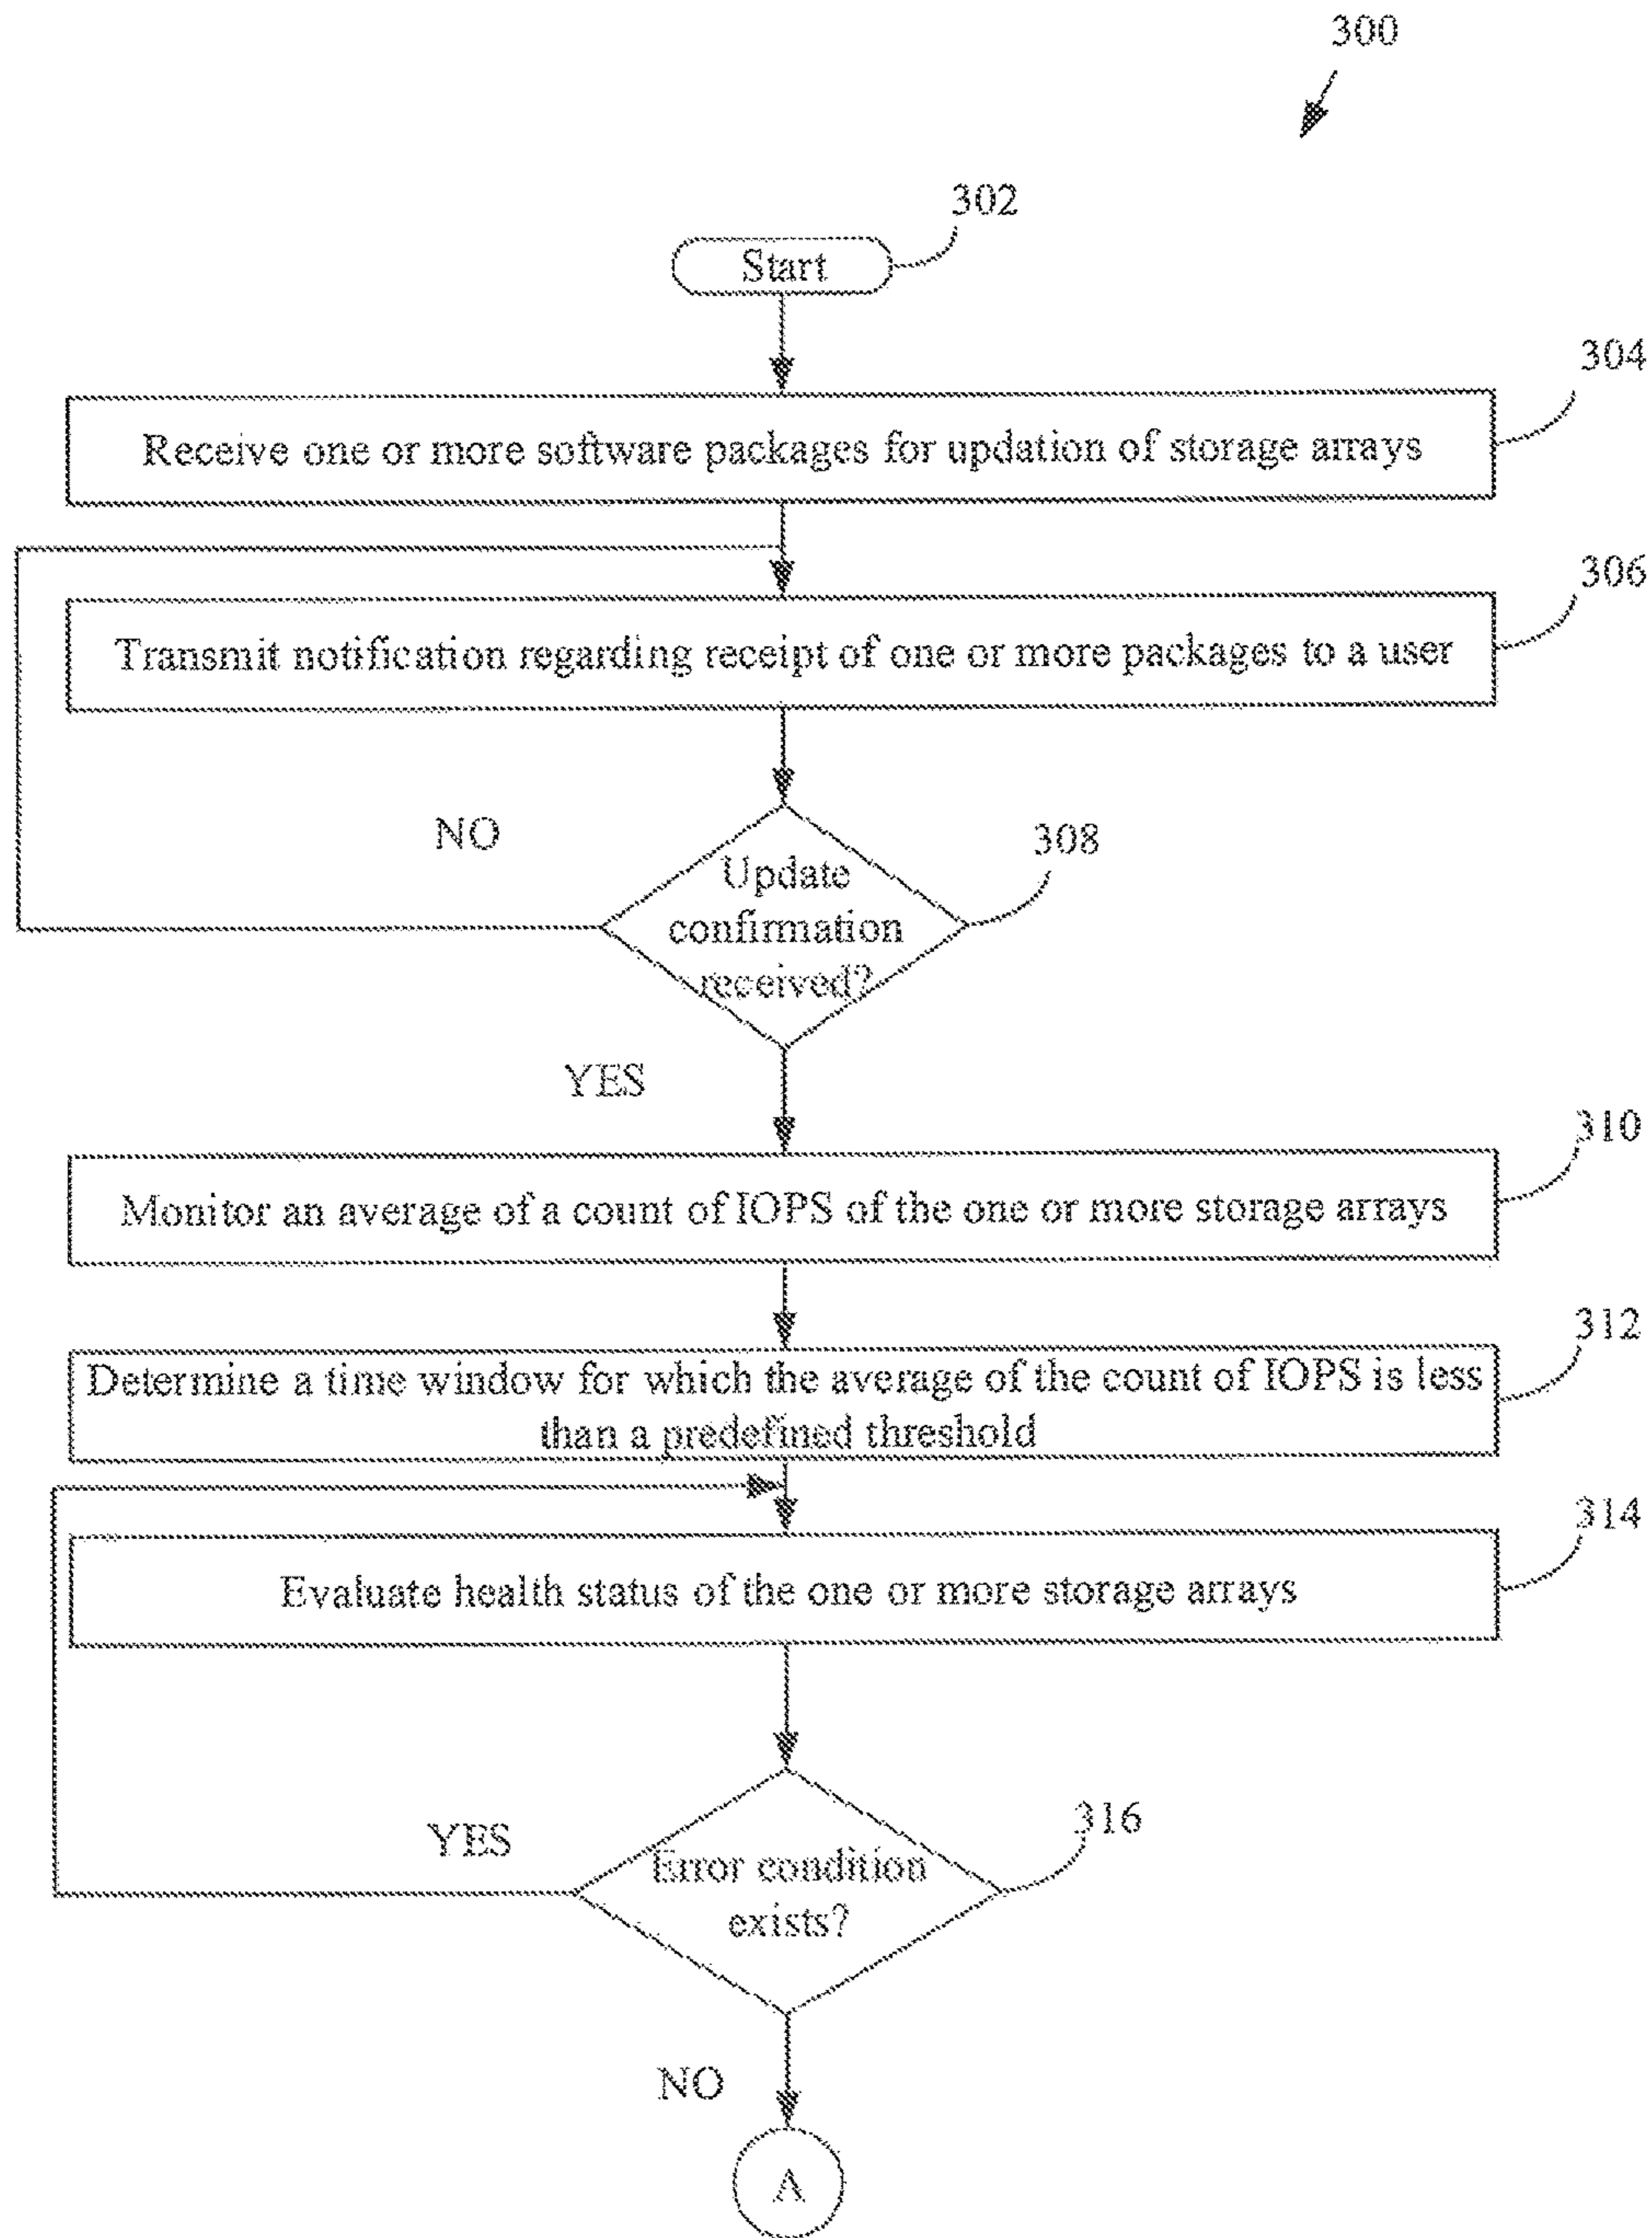 300
302
Start
304
Receive one or more software packages for updation of storage arrays
306
Transmit notification regarding receipt of one or more packages to a user
NO
308
Update
confirmation
received?
YES
310
Monitor an average of a count of IOPS of the one or more storage arrays
312
Determine a time window for which the average of the count of IOPS is less
than a predefined threshold
314
Evaluate health status of the one or more storage arrays
316
YES
Error condition
exists?
NO
A